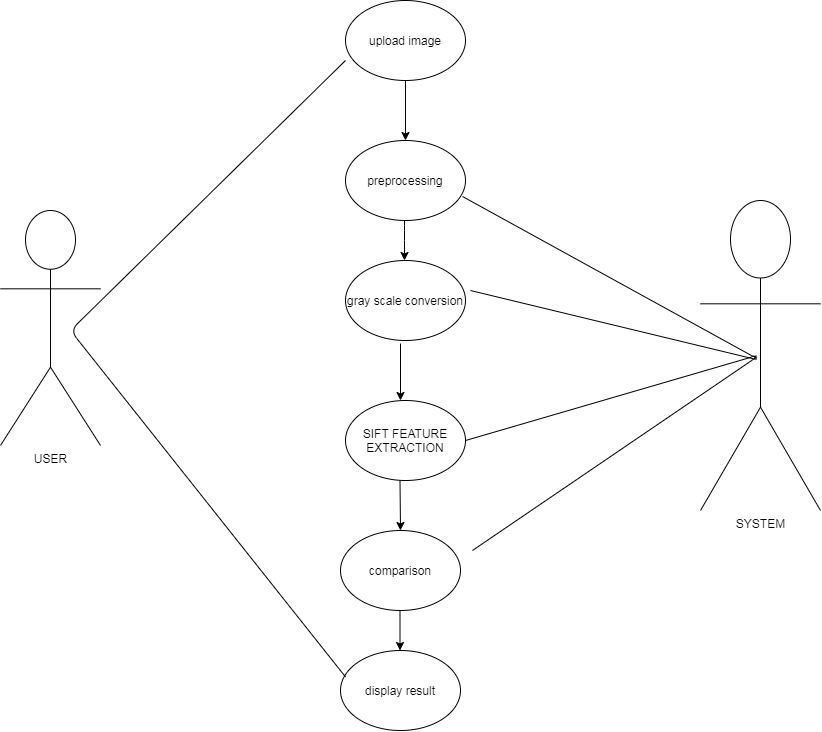 upload image
preprocessing
gray scale conversion
SIFT FEATURE
EXTRACTION
USER
SYSTEM
comparison
display result